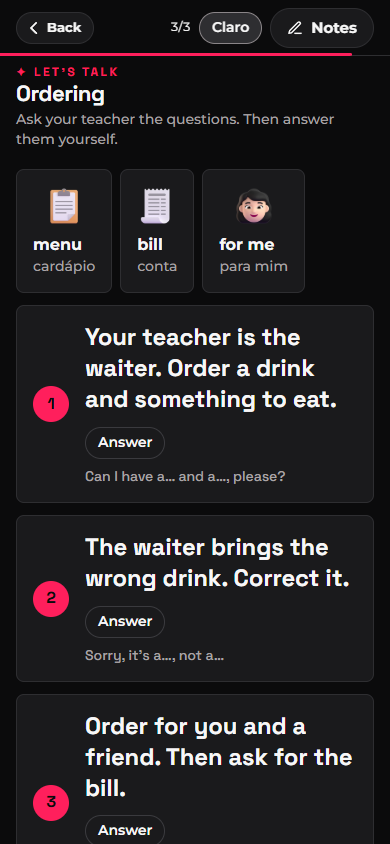 Back
3/3
Claro
Notes
✦ LET'S TALK
Ordering
Ask your teacher the questions. Then answer
them yourself.
menu
cardápio
bill
conta
for me
para mim
1
Your teacher is the
waiter. Order a drink
and something to eat.
Answer
Can I have a... and a..., please?
2
The waiter brings the
wrong drink. Correct it.
Answer
Sorry, it's a..., not a...
3
Order for you and a
friend. Then ask for the
bill.
Answer